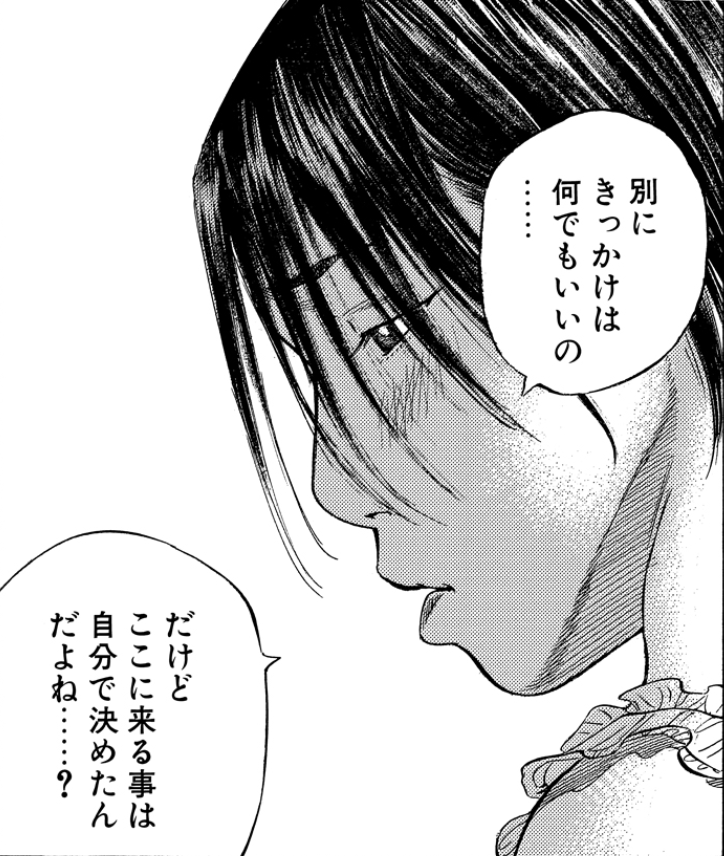 別に
きっかけは
何でもいいの
……
だけど
ここに来る事は
自分で決めたん
だよね……?